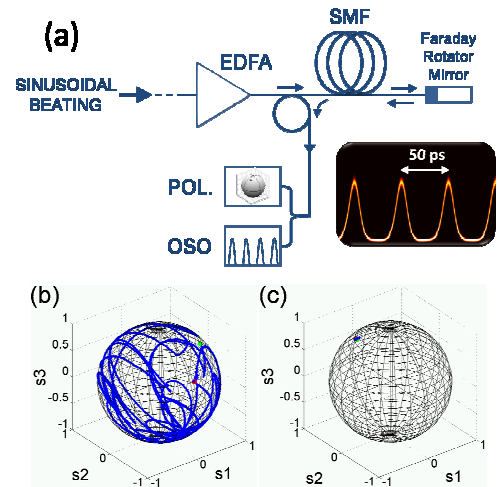 (a)
SMF
EDFA
Faraday
Rotator
Mirror
SINUSOIDAL
BEATING
50 ps
POL.
OSO
(b)
(c)
1
0.5
0
-0.5
-1
s3
1
0
-1
s2
-1
0
1
s1
1
0.5
0
-0.5
-1
s3
1
0
-1
s2
-1
0
1
s1